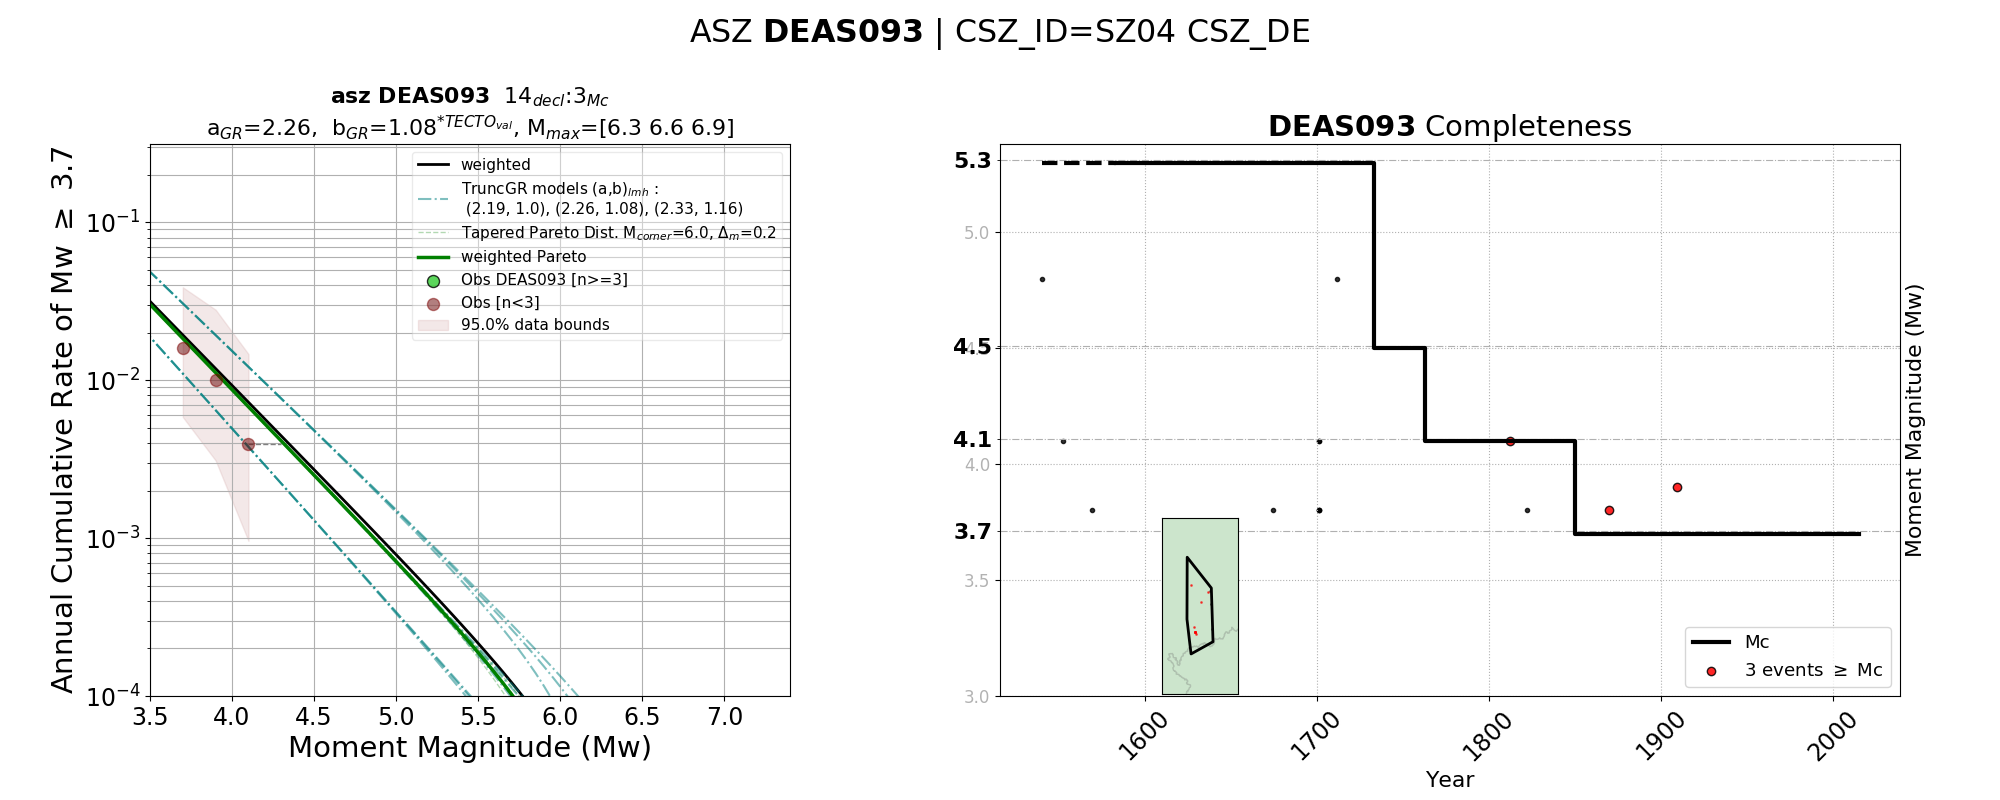 ASZ DEAS093 | CSZ_ID=SZ04 CSZ_DE
asz DEAS093 14decl:3Mc
aGR=2.26, bGR=1.08*TECTOval, Mmax=[6.3 6.6 6.9]
Annual Cumulative Rate of Mw ≥ 3.7
10−1
10−2
10−3
10−4
weighted
TruncGR models (a,b)lmh :
(2.19, 1.0), (2.26, 1.08), (2.33, 1.16)
Tapered Pareto Dist. Mcorner=6.0, Δm=0.2
weighted Pareto
Obs DEAS093 [n>=3]
Obs [n<3]
95.0% data bounds
3.5 4.0 4.5 5.0 5.5 6.0 6.5 7.0
Moment Magnitude (Mw)
DEAS093 Completeness
5.3
5.0
4.5
4.5
4.1
4.0
3.7
3.5
3.0
Moment Magnitude (Mw)
Mc
3 events ≥ Mc
1600 1700 1800 1900 2000
Year